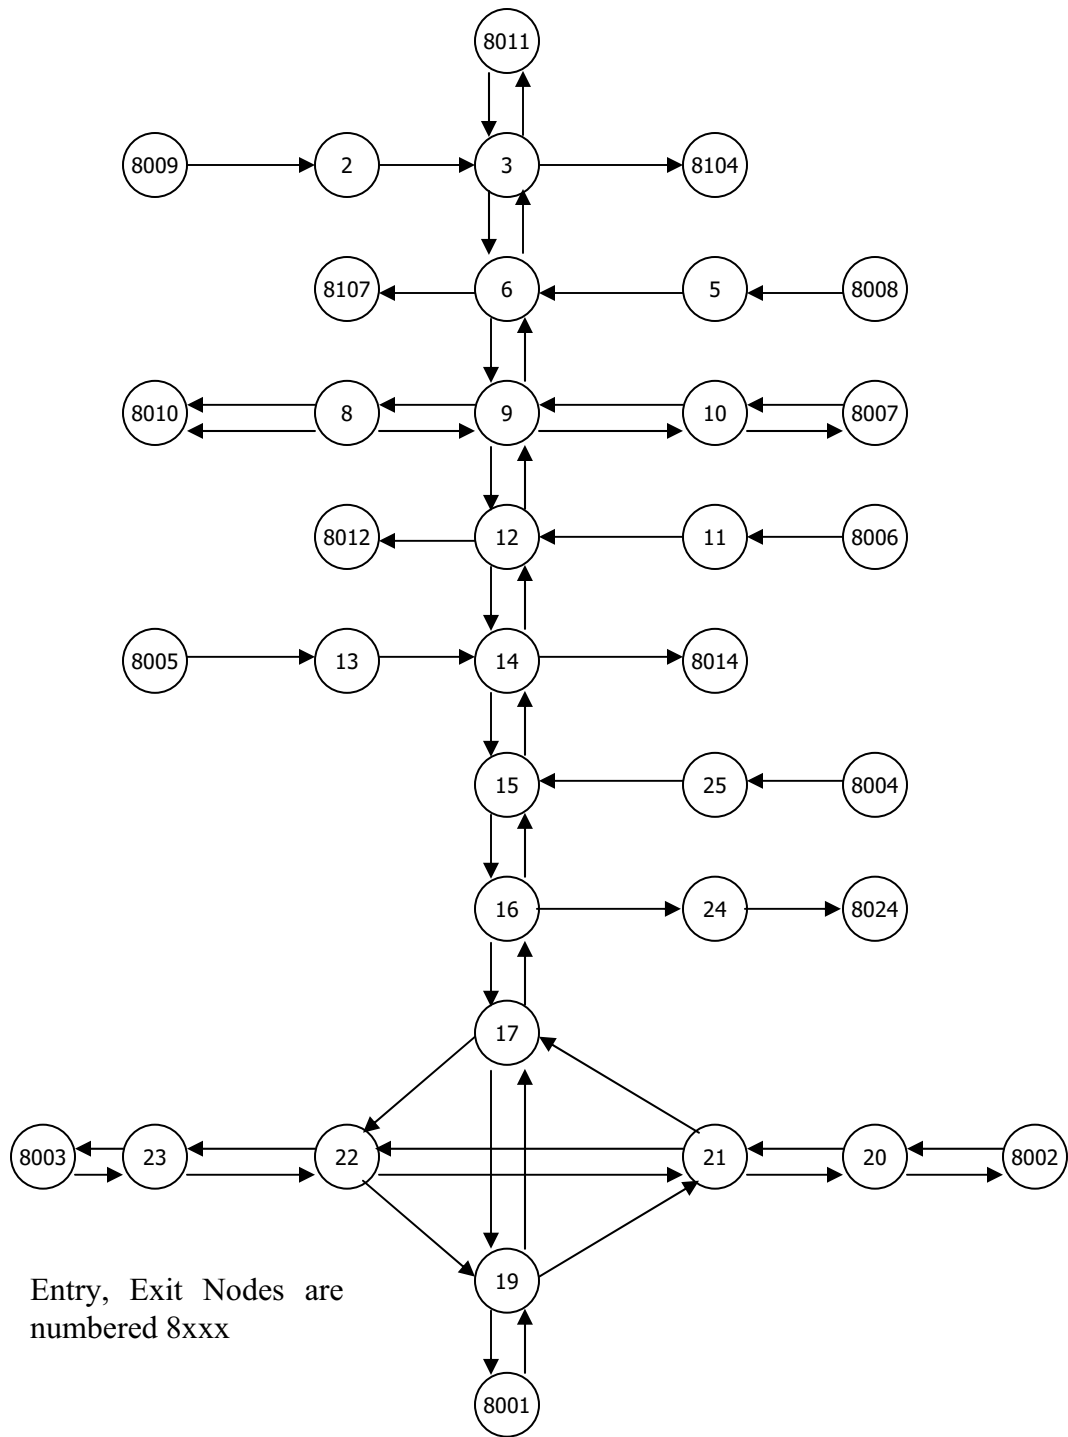 8011
8009 2 3 8104
8107 6 5 8008
8010 8 9 10 8007
8012 12 11 8006
8005 13 14 8014
15 25 8004
16 24 8024
17
8003 23 22 21 20 8002
19
Entry, Exit Nodes are
numbered 8xxx
8001